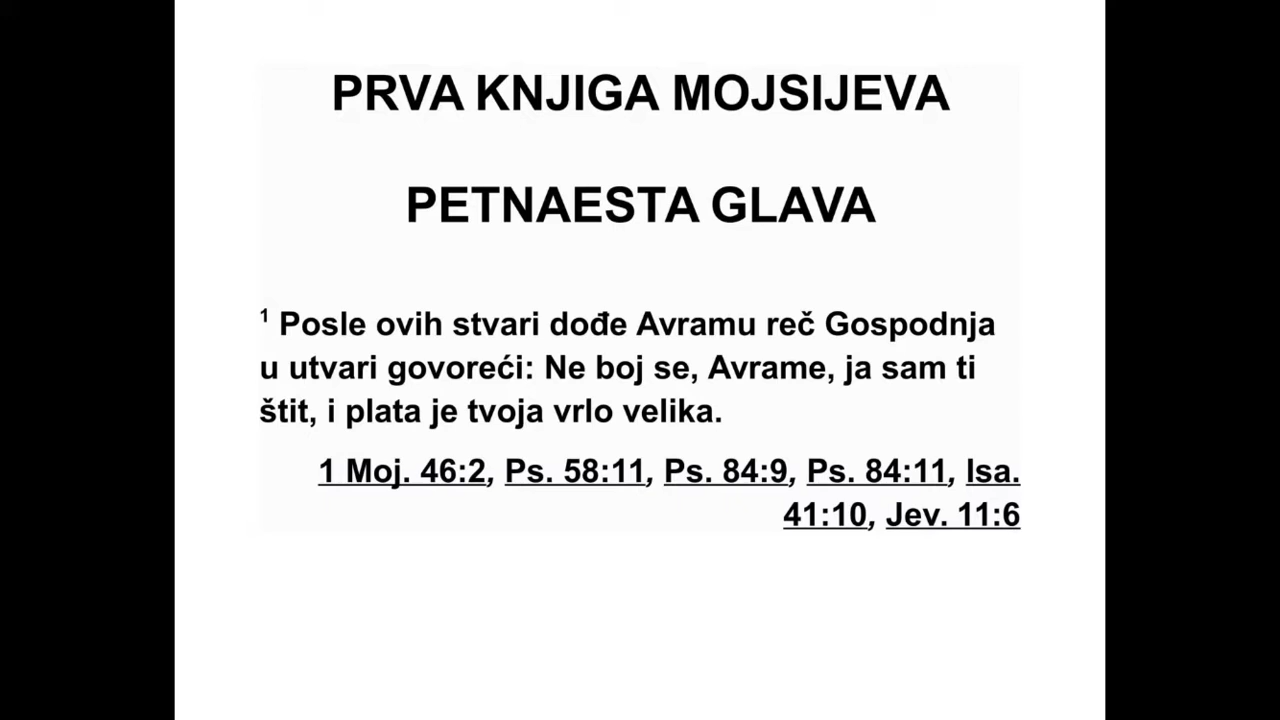 PRVA KNJIGA MOJSIJEVA
PETNAESTA GLAVA
¹ Posle ovih stvari dođe Avramu reč Gospodnja
u utvari govoreći: Ne boj se, Avrame, ja sam ti
štit, i plata je tvoja vrlo velika.
1 Moj. 46:2, Ps. 58:11, Ps. 84:9, Ps. 84:11, Isa.
41:10, Jev. 11:6